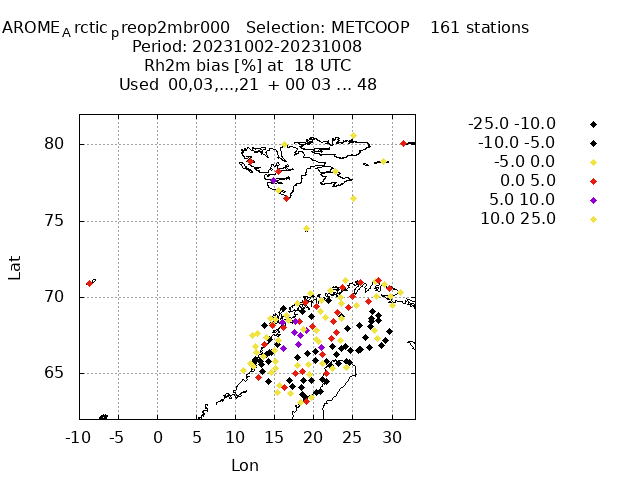 AROME_Arctic_preop2mbr000 Selection: METCOOP 161 stations
Period: 20231002-20231008
Rh2m bias [%] at 18 UTC
Used 00,03,...,21 + 00 03 ... 48
-25.0 -10.0
-10.0 -5.0
-5.0 0.0
0.0 5.0
5.0 10.0
10.0 25.0
80
75
70
65
Lat
-10 -5 0 5 10 15 20 25 30
Lon